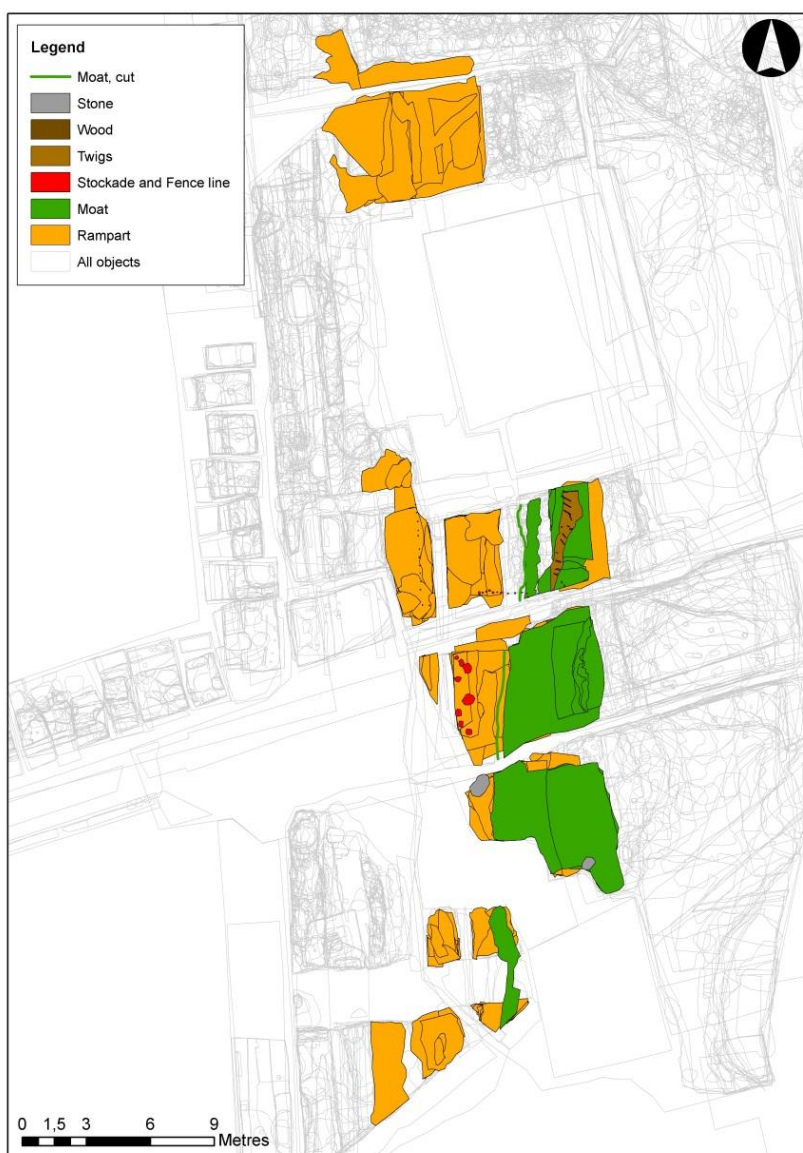 Legend
Moat, cut
Stone
Wood
Twigs
Stockade and Fence line
Moat
Rampart
All objects
0 1,5 3 6 9
Metres